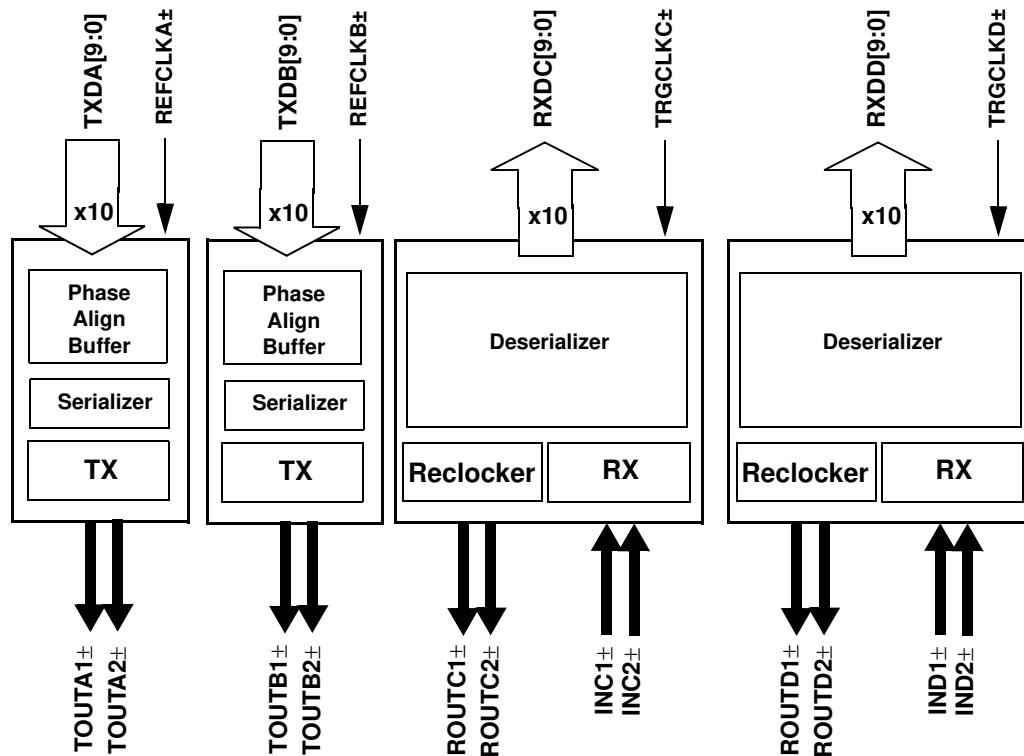 TXDA[9:0]
REFCLKA±
TXDB[9:0]
REFCLKB±
RXDC[9:0]
TRGCLKC±
RXDD[9:0]
TRGCLKD±
x10
x10
x10
x10
Phase
Align
Buffer
Serializer
TX
Phase
Align
Buffer
Serializer
TX
Deserializer
Reclocker
RX
Deserializer
Reclocker
RX
TOUTA1±
TOUTA2±
TOUTB1±
TOUTB2±
ROUTC1±
ROUTC2±
INC1±
INC2±
ROUTD1±
ROUTD2±
IND1±
IND2±